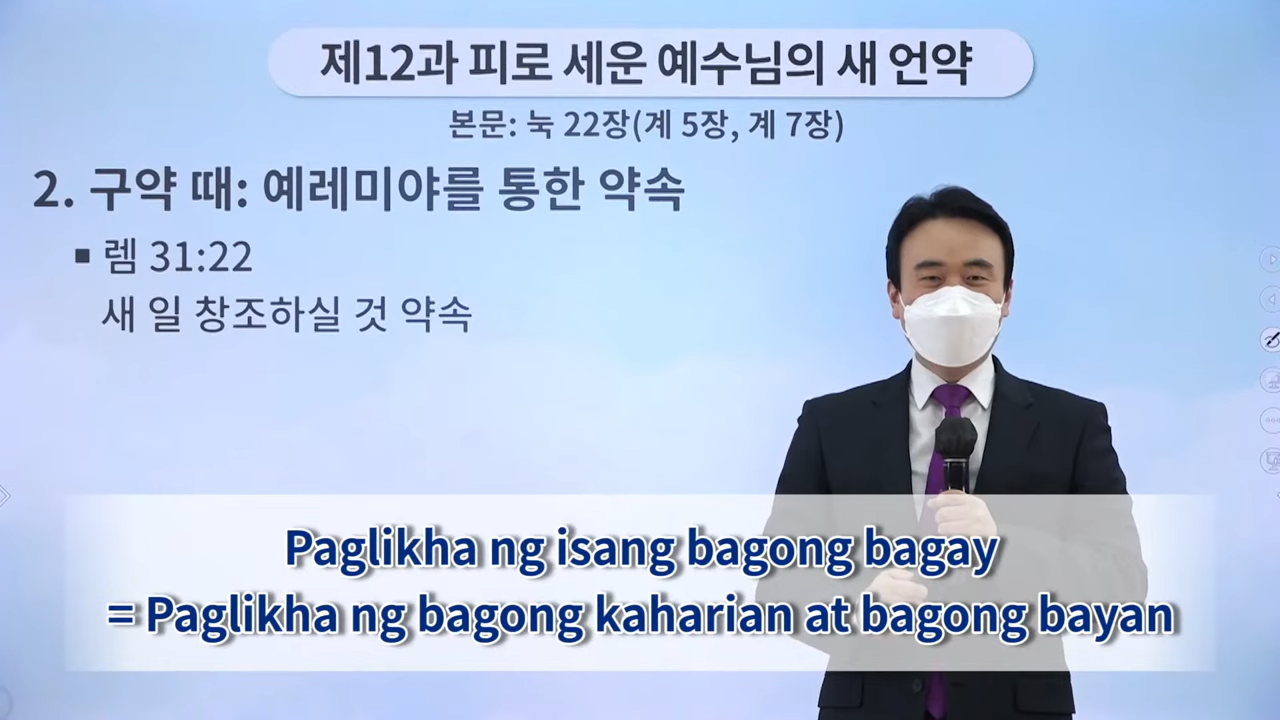 제12과 피로 세운 예수님의 새 언약
본문: 눅 22장(계 5장, 계 7장)
2. 구약 때: 예레미야를 통한 약속
▪ 렘 31:22
새 일 창조하실 것 약속
Paglikha ng isang bagong bagay
= Paglikha ng bagong kaharian at bagong bayan